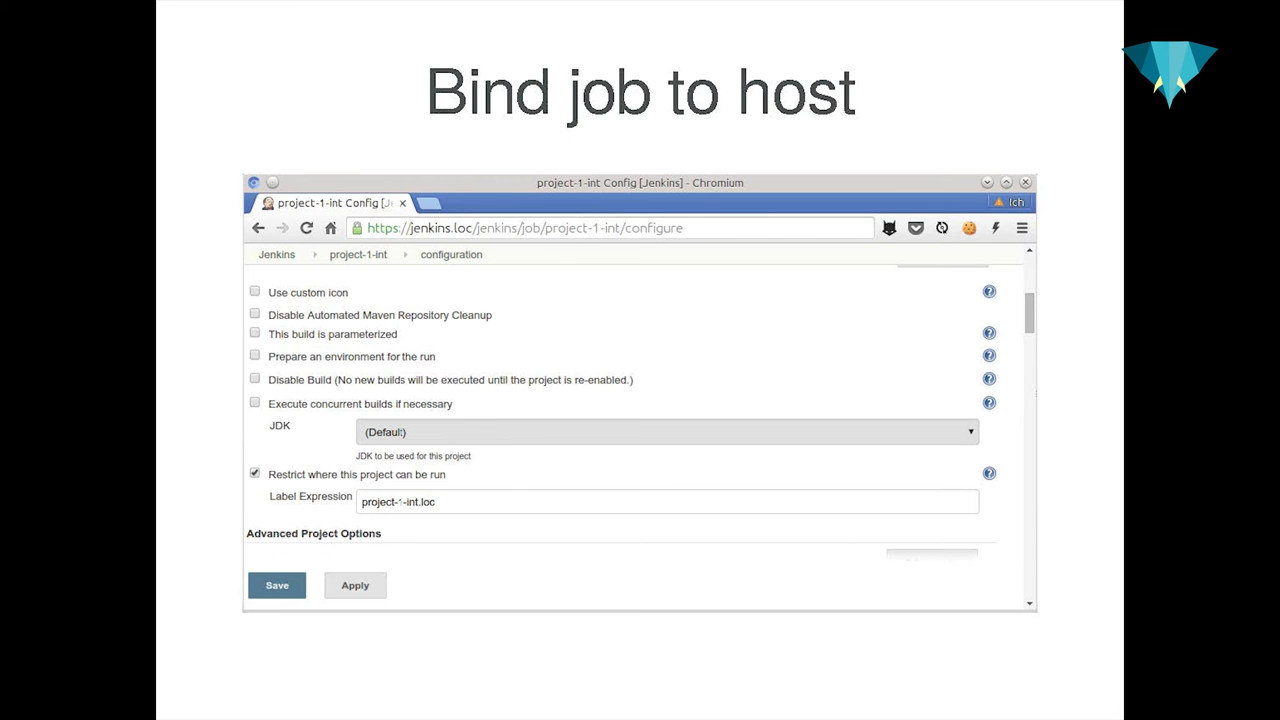 Bind job to host
project-1-int Config [Jenkins] - Chromium
project-1-int Config [Je
Ich
https://jenkins.loc/jenkins/job/project-1-int/configure
Jenkins
project-1-int
configuration
Use custom icon
Disable Automated Maven Repository Cleanup
This build is parameterized
Prepare an environment for the run
Disable Build (No new builds will be executed until the project is re-enabled.)
Execute concurrent builds if necessary
JDK
(Default)
JDK to be used for this project
Restrict where this project can be run
Label Expression
project-1-int.loc
Advanced Project Options
Save
Apply